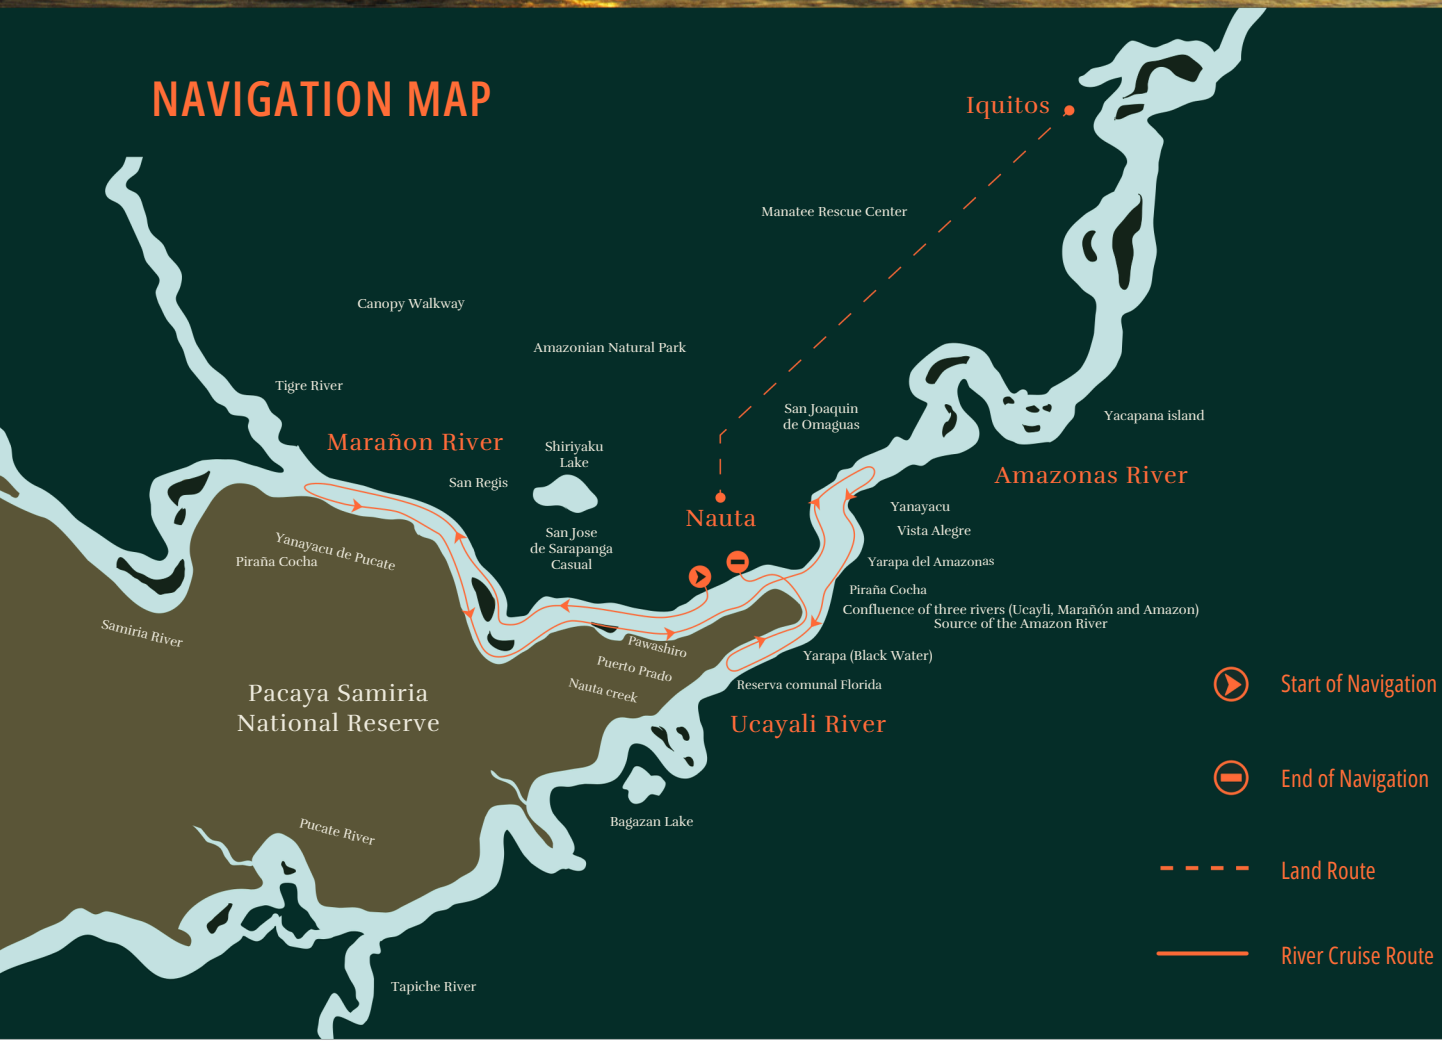 NAVIGATION MAP
Iquitos
Manatee Rescue Center
Canopy Walkway
Amazonian Natural Park
Tigre River
San Joaquin
de Omaguas
Yacapana island
Marañon River
Shiriyaku
Lake
San Regis
Amazonas River
Nauta
Yanayacu
Vista Alegre
San Jose
de Sarapanga
Casual
Yanayacu de Pucate
Piraña Cocha
Yarapa del Amazonas
Piraña Cocha
Confluence of three rivers (Ucayli, Marañón and Amazon)
Source of the Amazon River
Samiria River
Pawashiro
Puerto Prado
Nauta creek
Yarapa (Black Water)
Reserva comunal Florida
Pacaya Samiria
National Reserve
Ucayali River
Start of Navigation
End of Navigation
Bagazan Lake
Pucate River
Land Route
River Cruise Route
Tapiche River